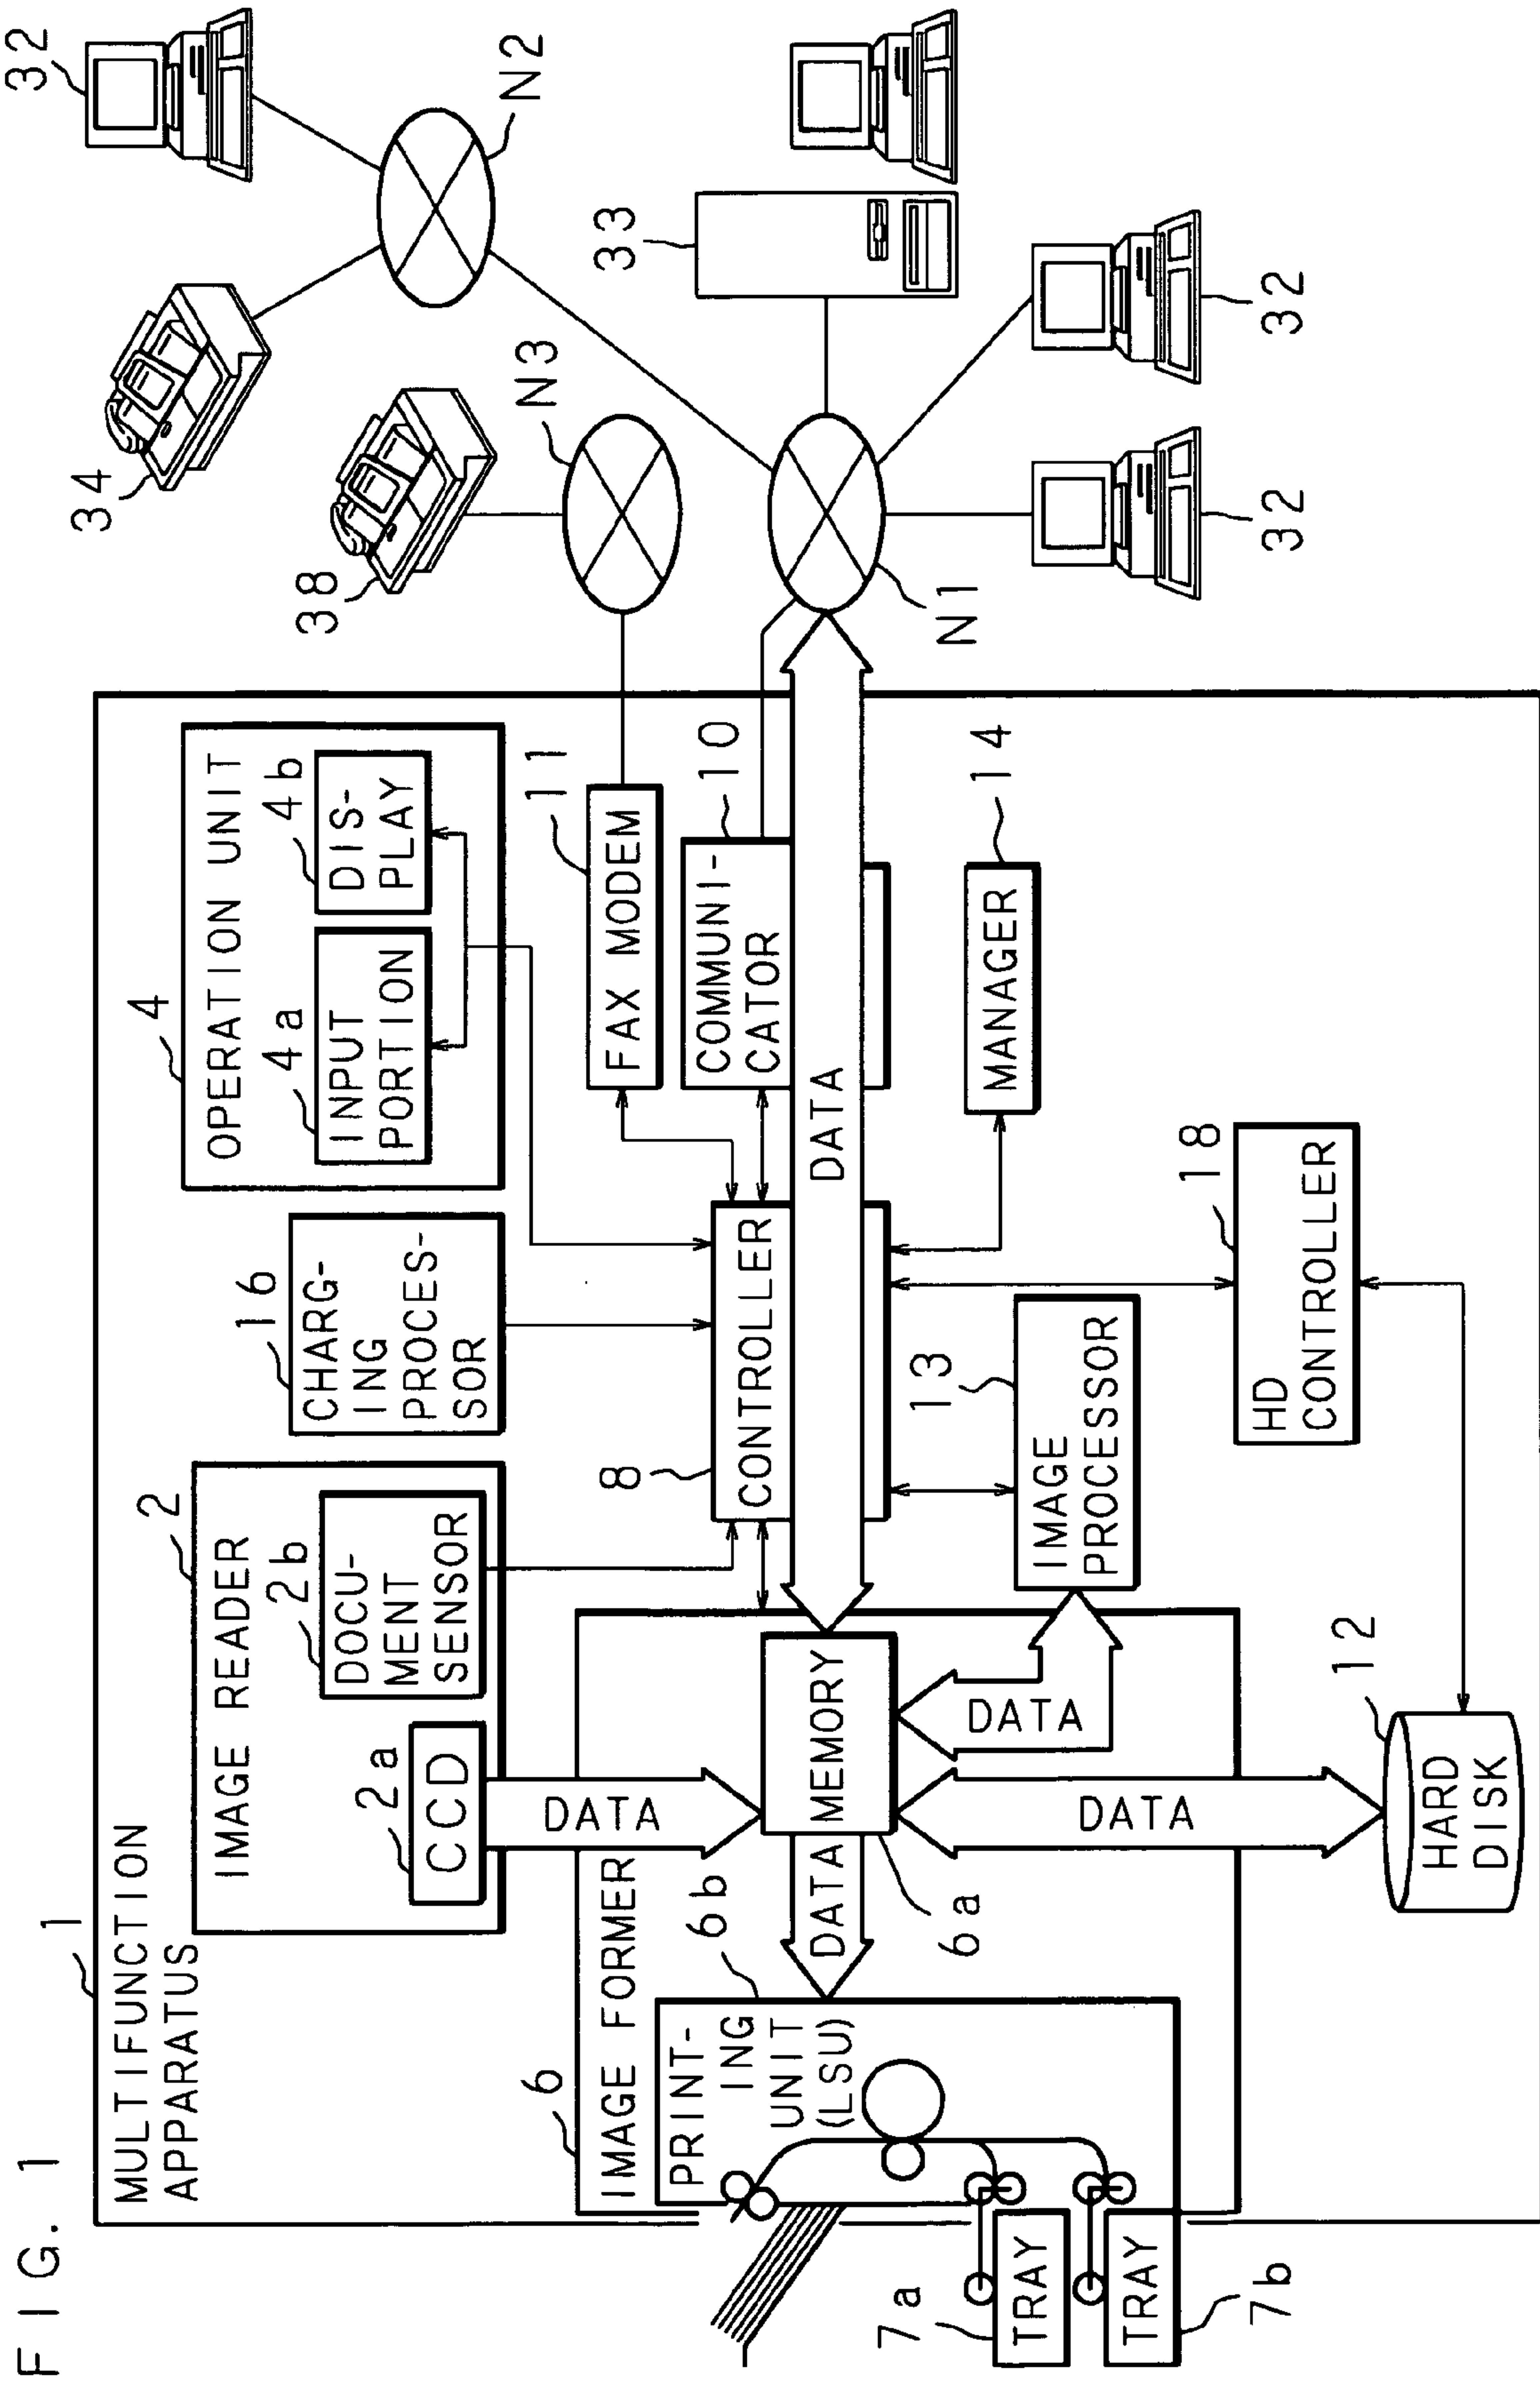 FIG. 1
1
MULTIFUNCTION
APPARATUS
2
IMAGE READER
2a
CCD
2b
DOCU-
MENT
SENSOR
16
CHARG-
ING
PROCES-
SOR
4
OPERATION UNIT
4a
INPUT
PORTION
4b
DIS-
PLAY
34
32
38
N3
N2
11
FAX MODEM
10
COMMUNI-
CATOR
8
CONTROLLER
DATA
DATA
6
IMAGE FORMER
6b
PRINT-
ING
UNIT
(LSU)
DATA
MEMORY
6a
DATA
DATA
13
IMAGE
PROCESSOR
14
MANAGER
18
HD
CONTROLLER
12
HARD
DISK
7a
TRAY
7b
TRAY
N1
33
32
32